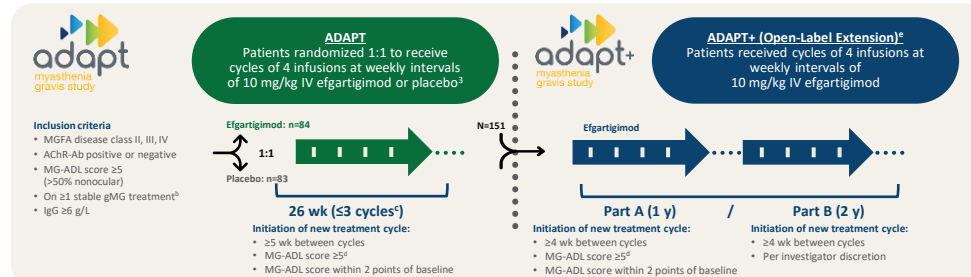 adapt
myasthenia
gravis study
ADAPT
Patients randomized 1:1 to receive
cycles of 4 infusions at weekly intervals
of 10 mg/kg IV efgartigimod or placebo³
adapt+
ADAPT+ (Open-Label Extension)ᵉ
Patients received cycles of 4 infusions at
weekly intervals of
10 mg/kg IV efgartigimod
Inclusion criteria
• MGFA disease class II, III, IV
• AChR-Ab positive or negative
• MG-ADL score ≥5
(>50% nonocular)
• On ≥1 stable gMG treatmentᵇ
• IgG ≥6 g/L
Efgartigimod: n=84
1:1
Placebo: n=83
N=151
Efgartigimod
26 wk (≤3 cyclesᶜ)
Initiation of new treatment cycle:
• ≥5 wk between cycles
• MG-ADL score ≥5ᵈ
• MG-ADL score within 2 points of baseline
Part A (1 y) / Part B (2 y)
Initiation of new treatment cycle:
• ≥4 wk between cycles
• MG-ADL score ≥5ᵈ
• MG-ADL score within 2 points of baseline
Initiation of new treatment cycle:
• ≥4 wk between cycles
• Per investigator discretion